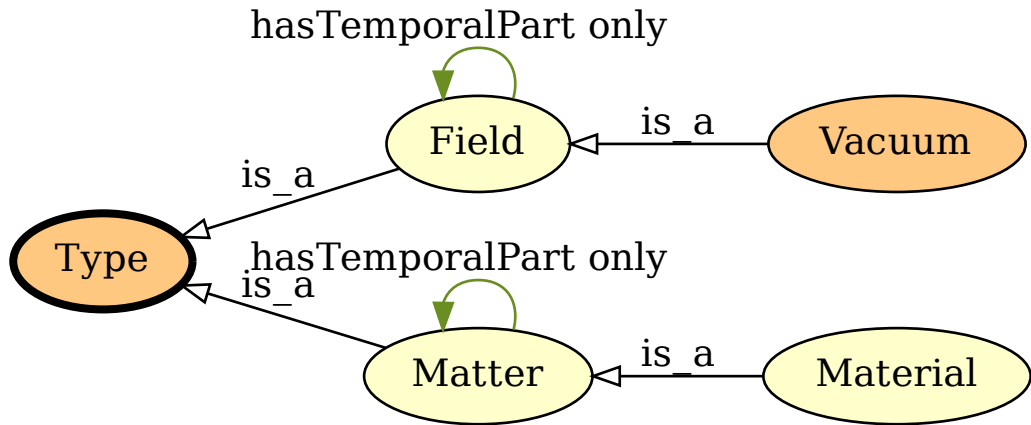 hasTemporalPart only
Field
is_a
Vacuum
is_a
Type
hasTemporalPart only
is_a
Matter
is_a
Material